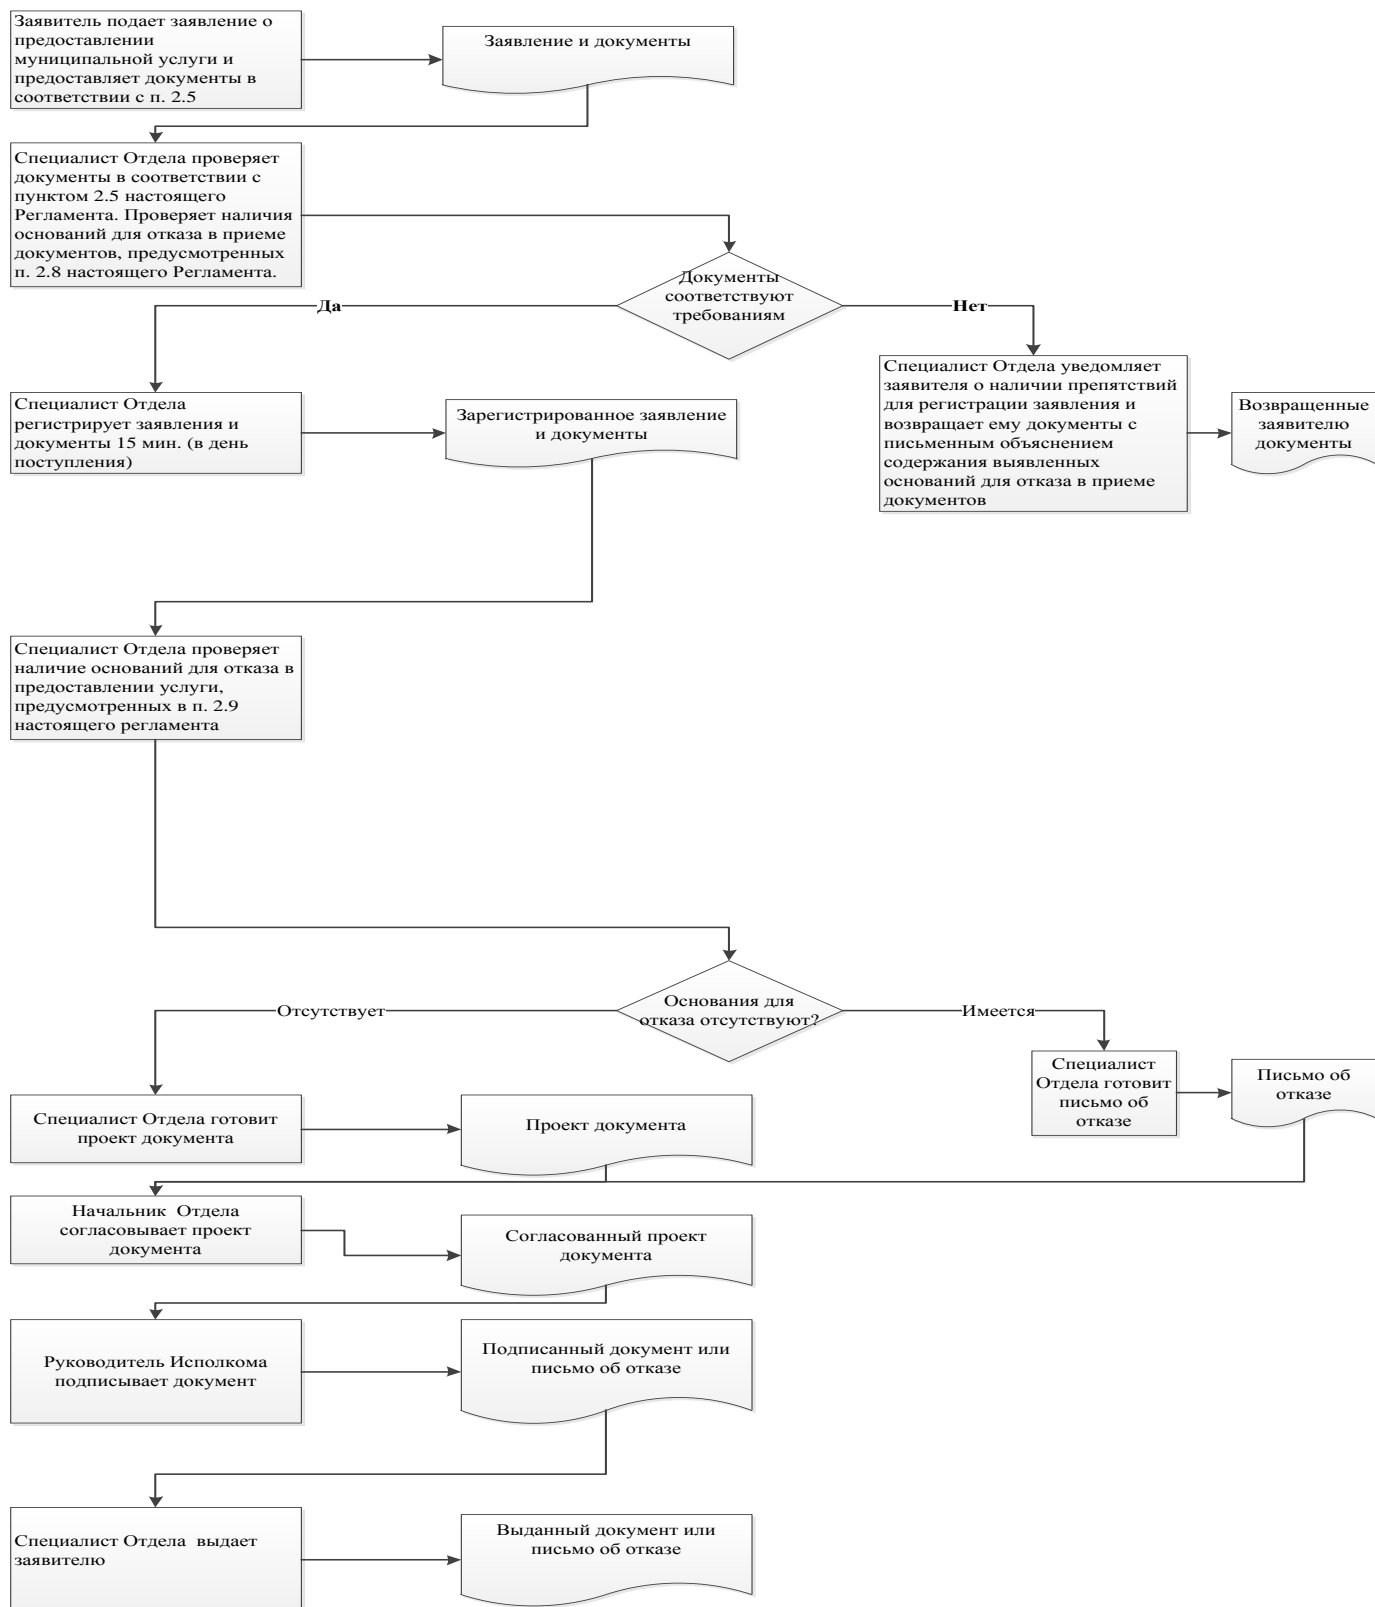 Заявитель подает заявление о
предоставлении
муниципальной услуги и
предоставляет документы в
соответствии с п. 2.5
Заявление и документы
Специалист Отдела проверяет
документы в соответствии с
пунктом 2.5 настоящего
Регламента. Проверяет наличия
оснований для отказа в приеме
документов, предусмотренных
п. 2.8 настоящего Регламента.
Документы
соответствуют
требованиям
Да
Нет
Специалист Отдела
регистрирует заявления и
документы 15 мин. (в день
поступления)
Зарегистрированное заявление
и документы
Специалист Отдела уведомляет
заявителя о наличии препятствий
для регистрации заявления и
возвращает ему документы с
письменным объяснением
содержания выявленных
оснований для отказа в приеме
документов
Возвращенные
заявителю
документы
Специалист Отдела проверяет
наличие оснований для отказа в
предоставлении услуги,
предусмотренных в п. 2.9
настоящего регламента
Основания для
отказа отсутствуют?
Отсутствует
Имеется
Специалист
Отдела готовит
письмо об
отказе
Письмо об
отказе
Специалист Отдела готовит
проект документа
Проект документа
Начальник  Отдела
согласовывает проект
документа
Согласованный проект
документа
Руководитель Исполкома
подписывает документ
Подписанный документ или
письмо об отказе
Специалист Отдела  выдает
заявителю
Выданный документ или
письмо об отказе